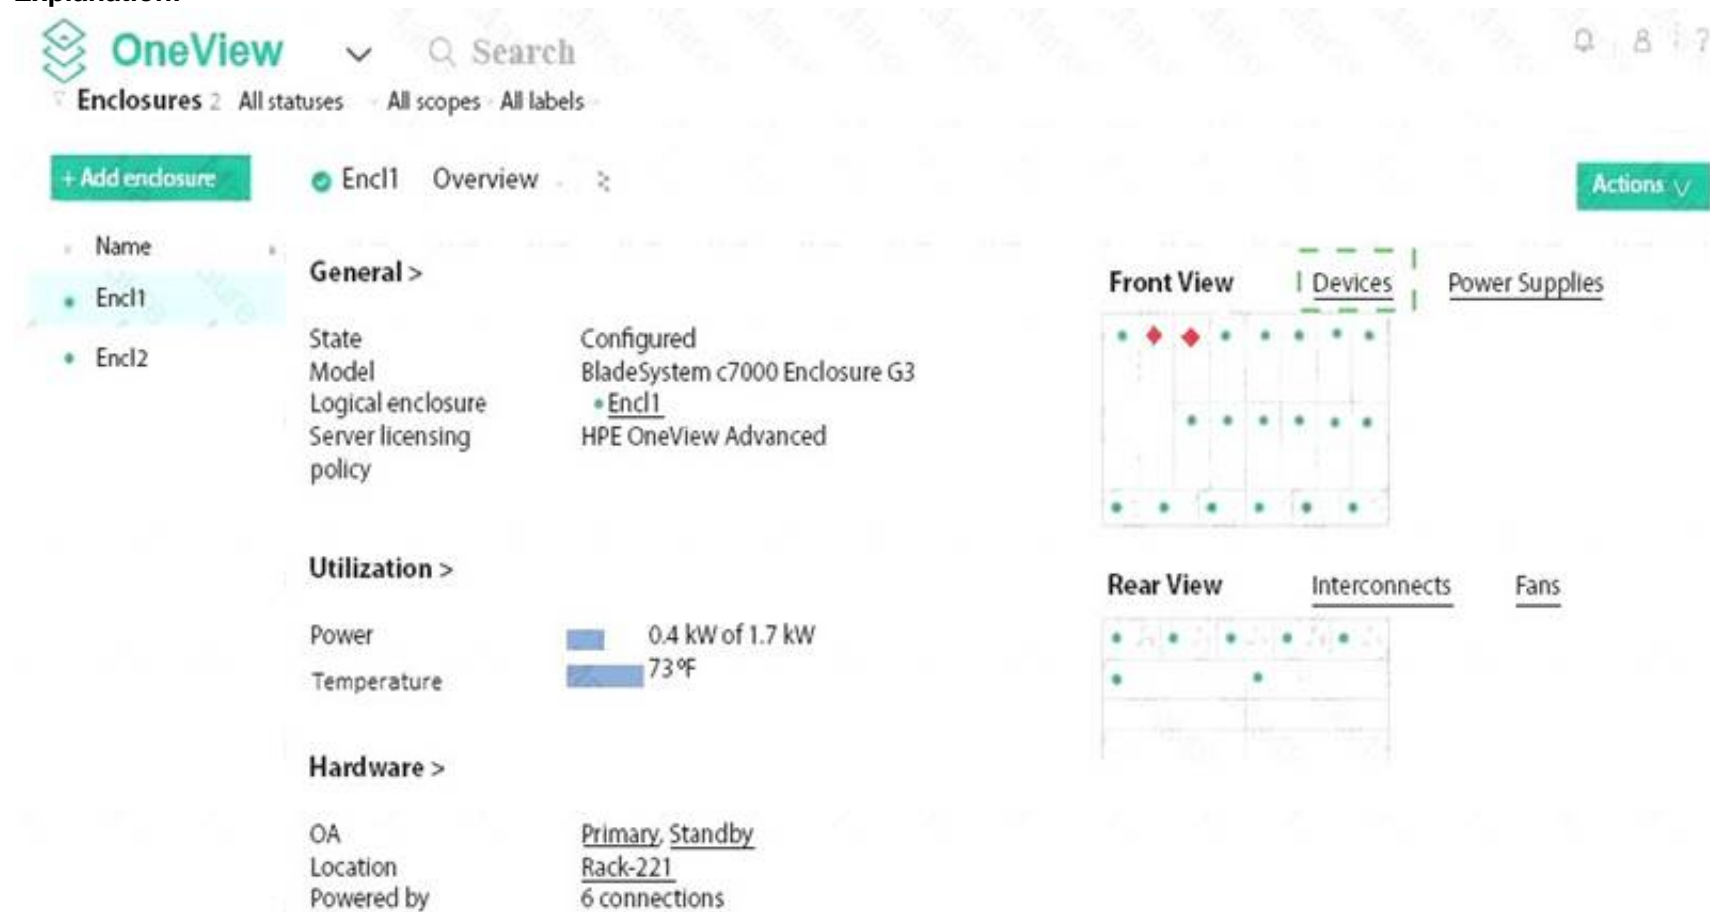 Explanation:
OneView Search ?
Enclosures 2 All statuses All scopes All labels
+ Add enclosure
Encl1 Overview
Actions
Name
Encl1
Encl2
General >
State Configured
Model BladeSystem c7000 Enclosure G3
Logical enclosure Encl1
Server licensing policy HPE OneView Advanced
Utilization >
Power 0.4 kW of 1.7 kW
Temperature 73ºF
Hardware >
OA Primary, Standby
Location Rack-221
Powered by 6 connections
Front View Devices Power Supplies
Rear View Interconnects Fans